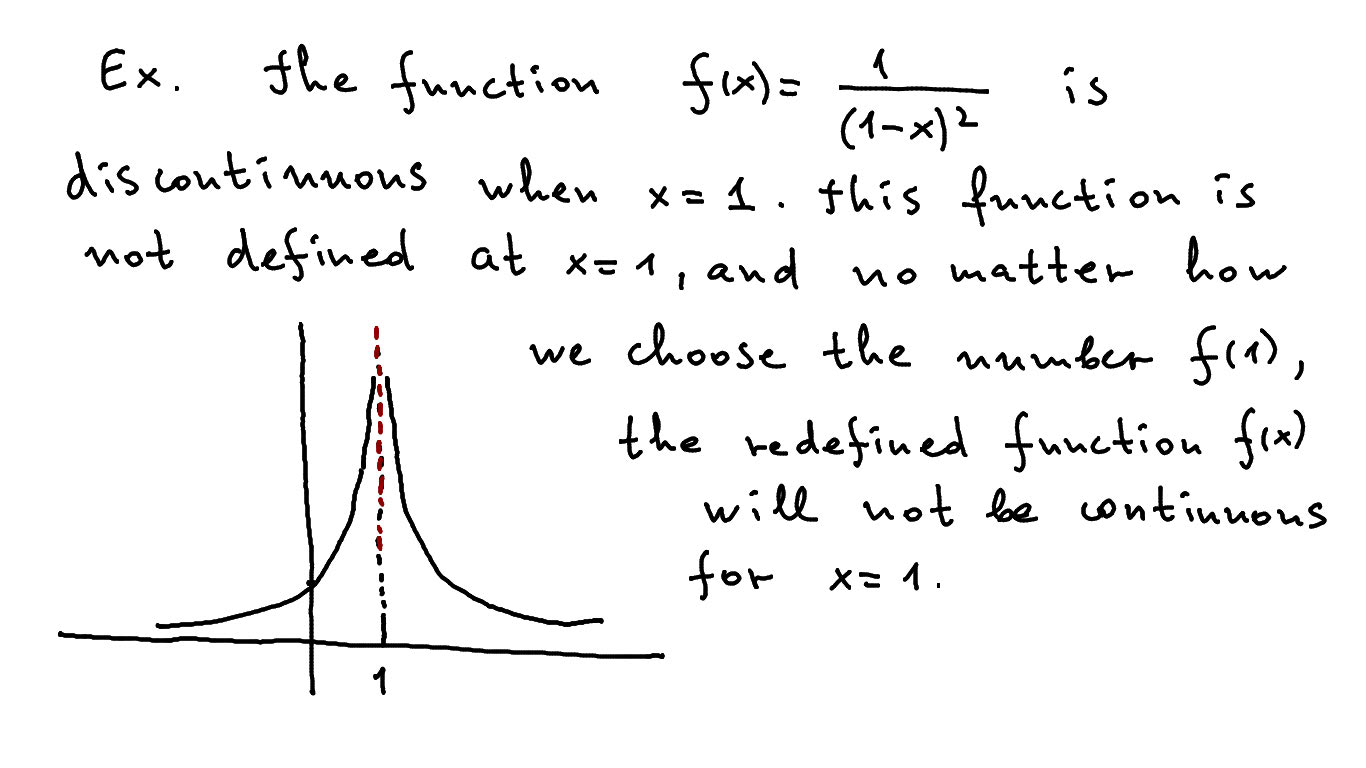 Ex. the function f(x) = 1/(1-x)² is
discontinuous when x = 1. this function is
not defined at x = 1, and no matter how
we choose the number f(1),
the redefined function f(x)
will not be continuous
for x = 1.
1